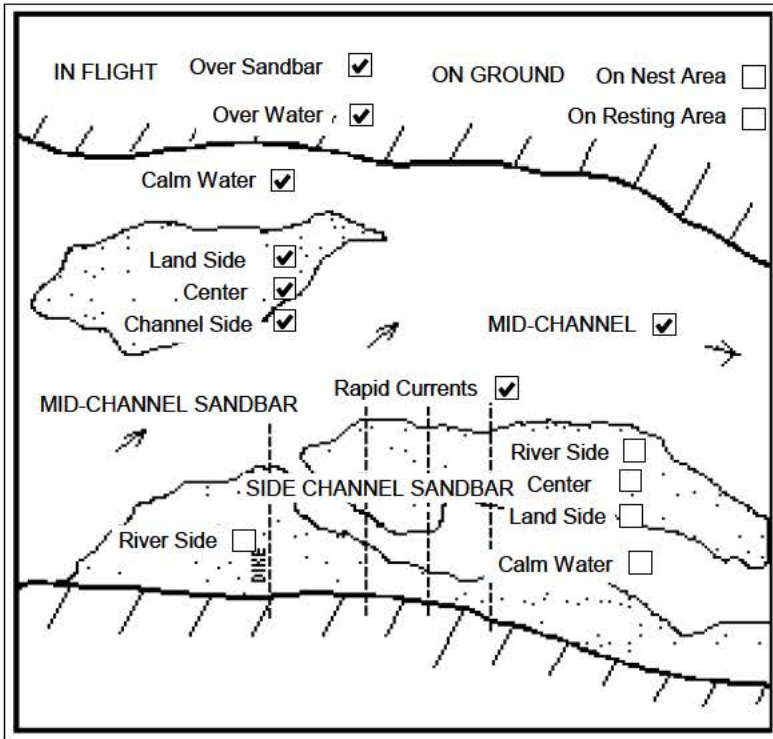 IN FLIGHT Over Sandbar ON GROUND On Nest Area
Over Water On Resting Area
Calm Water
Land Side
Center
Channel Side
MID-CHANNEL
Rapid Currents
MID-CHANNEL SANDBAR
River Side
SIDE CHANNEL SANDBAR Center
Land Side
River Side
DIKE
Calm Water